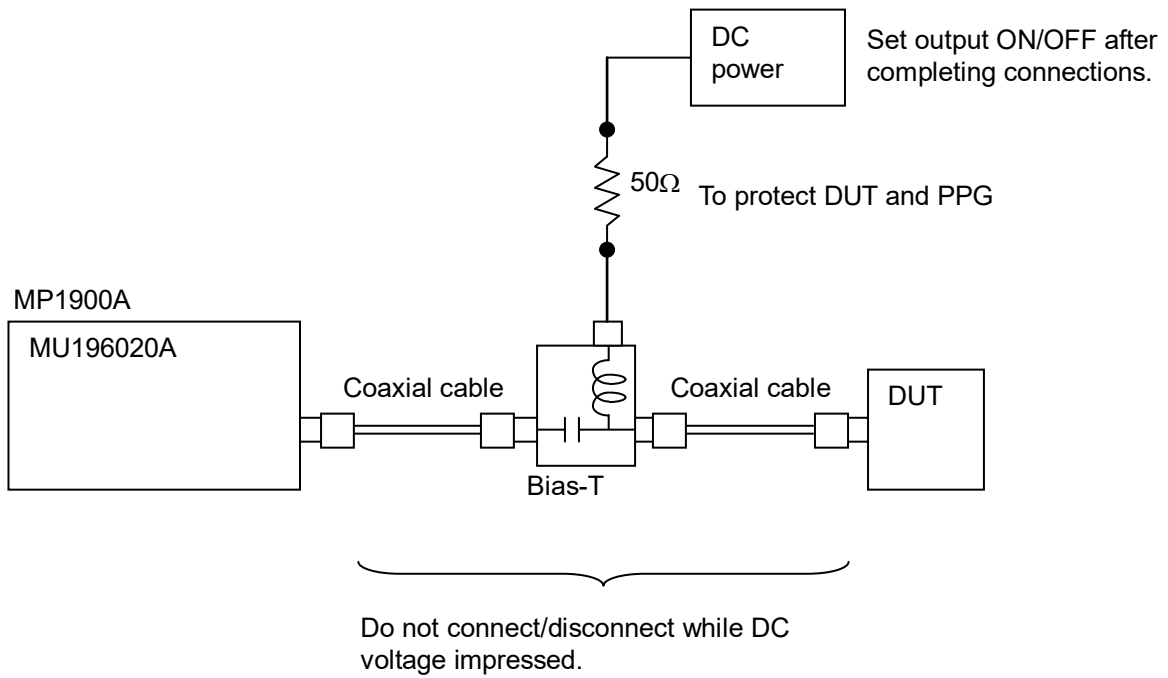 DC
power
Set output ON/OFF after
completing connections.
50Ω
To protect DUT and PPG
MP1900A
MU196020A
Coaxial cable
Coaxial cable
DUT
Bias-T
Do not connect/disconnect while DC
voltage impressed.